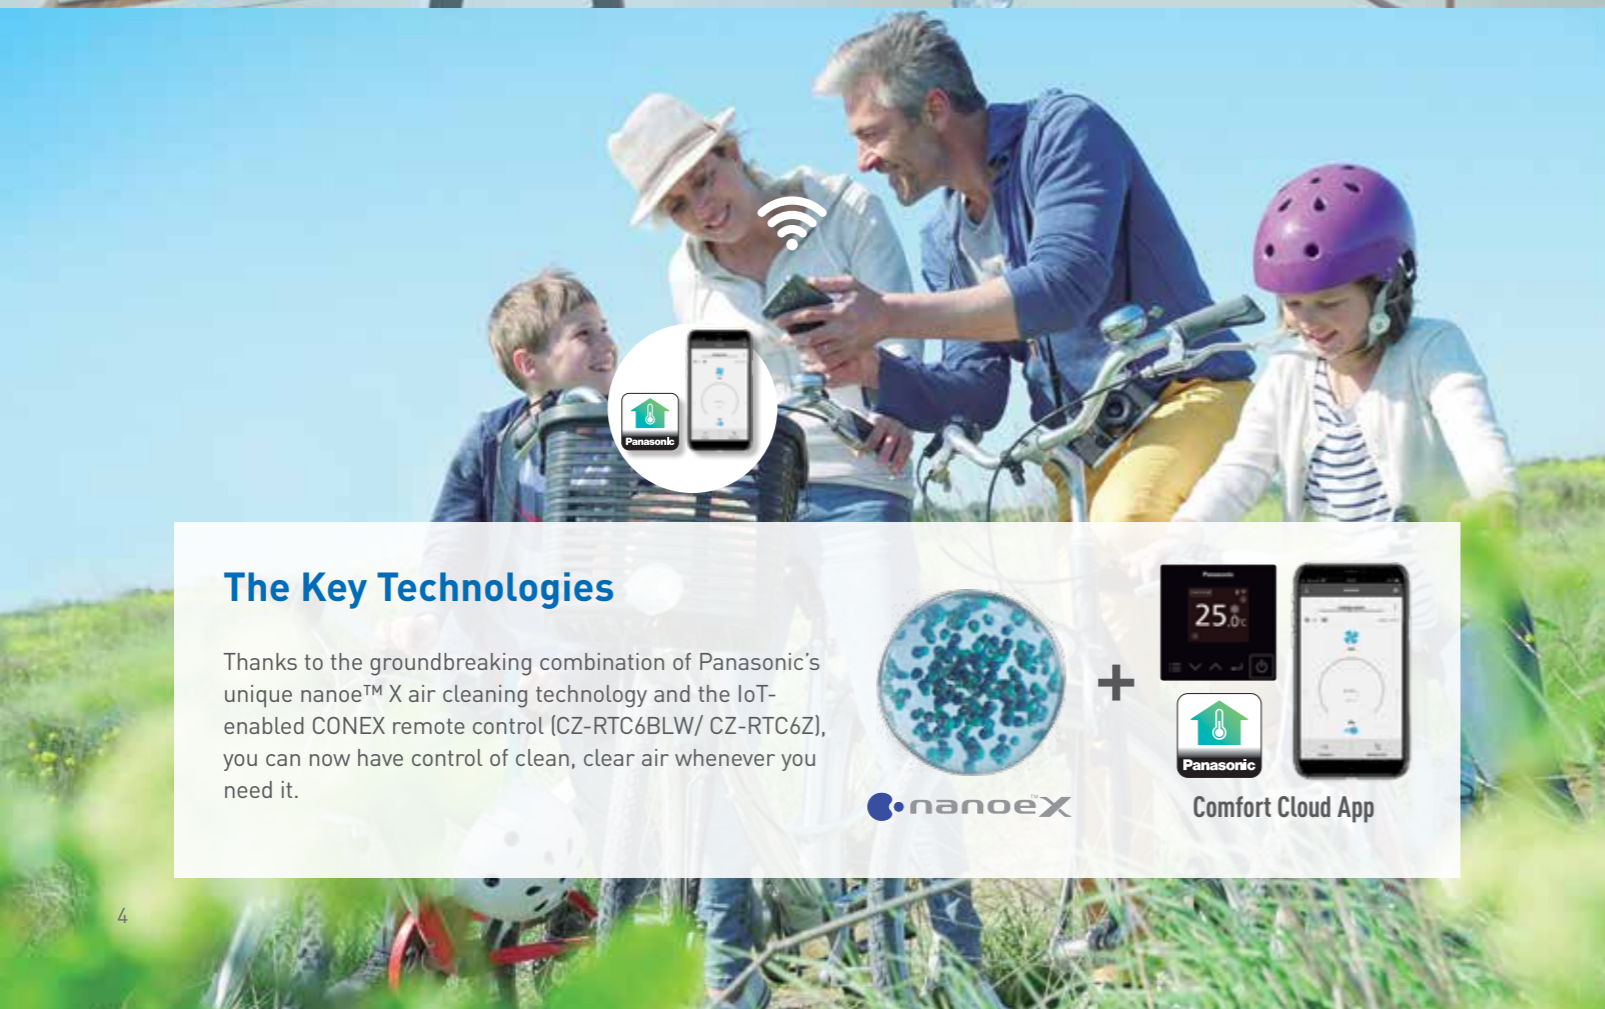 Panasonic
The Key Technologies
Thanks to the groundbreaking combination of Panasonic’s
unique nanoe™ X air cleaning technology and the IoT-
enabled CONEX remote control (CZ-RTC6BLW/ CZ-RTC6Z),
you can now have control of clean, clear air whenever you
need it.
nanoe™X
+
Panasonic
25.0°C
Panasonic
Comfort Cloud App
4